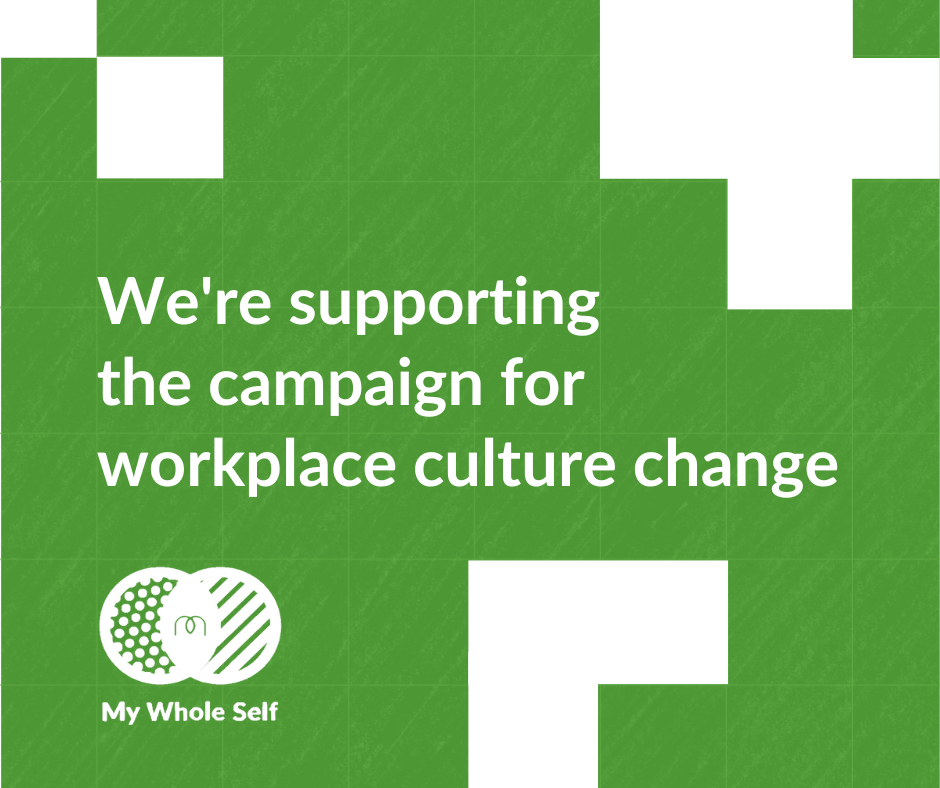 We're supporting
the campaign for
workplace culture change
My Whole Self